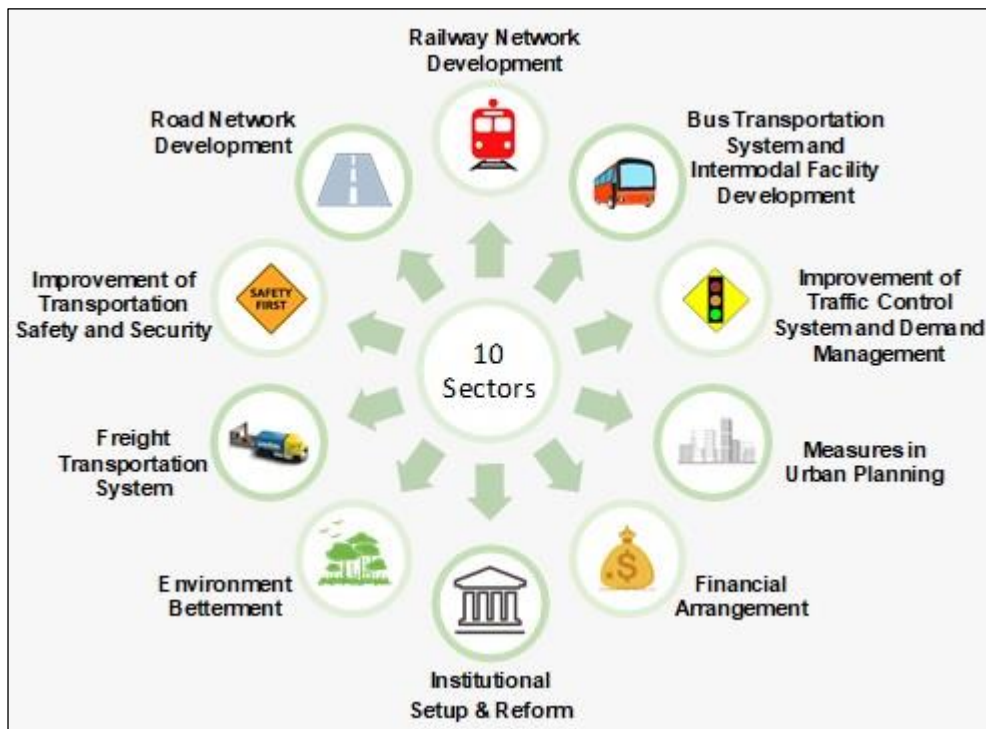 Railway Network
Development
Road Network
Development
Bus Transportation
System and
Intermodal Facility
Development
Improvement of
Transportation
Safety and Security
SAFETY
FIRST
Improvement of
Traffic Control
System and Demand
Management
10
Sectors
Freight
Transportation
System
Measures in
Urban Planning
Environment
Betterment
$
Financial
Arrangement
Institutional
Setup & Reform